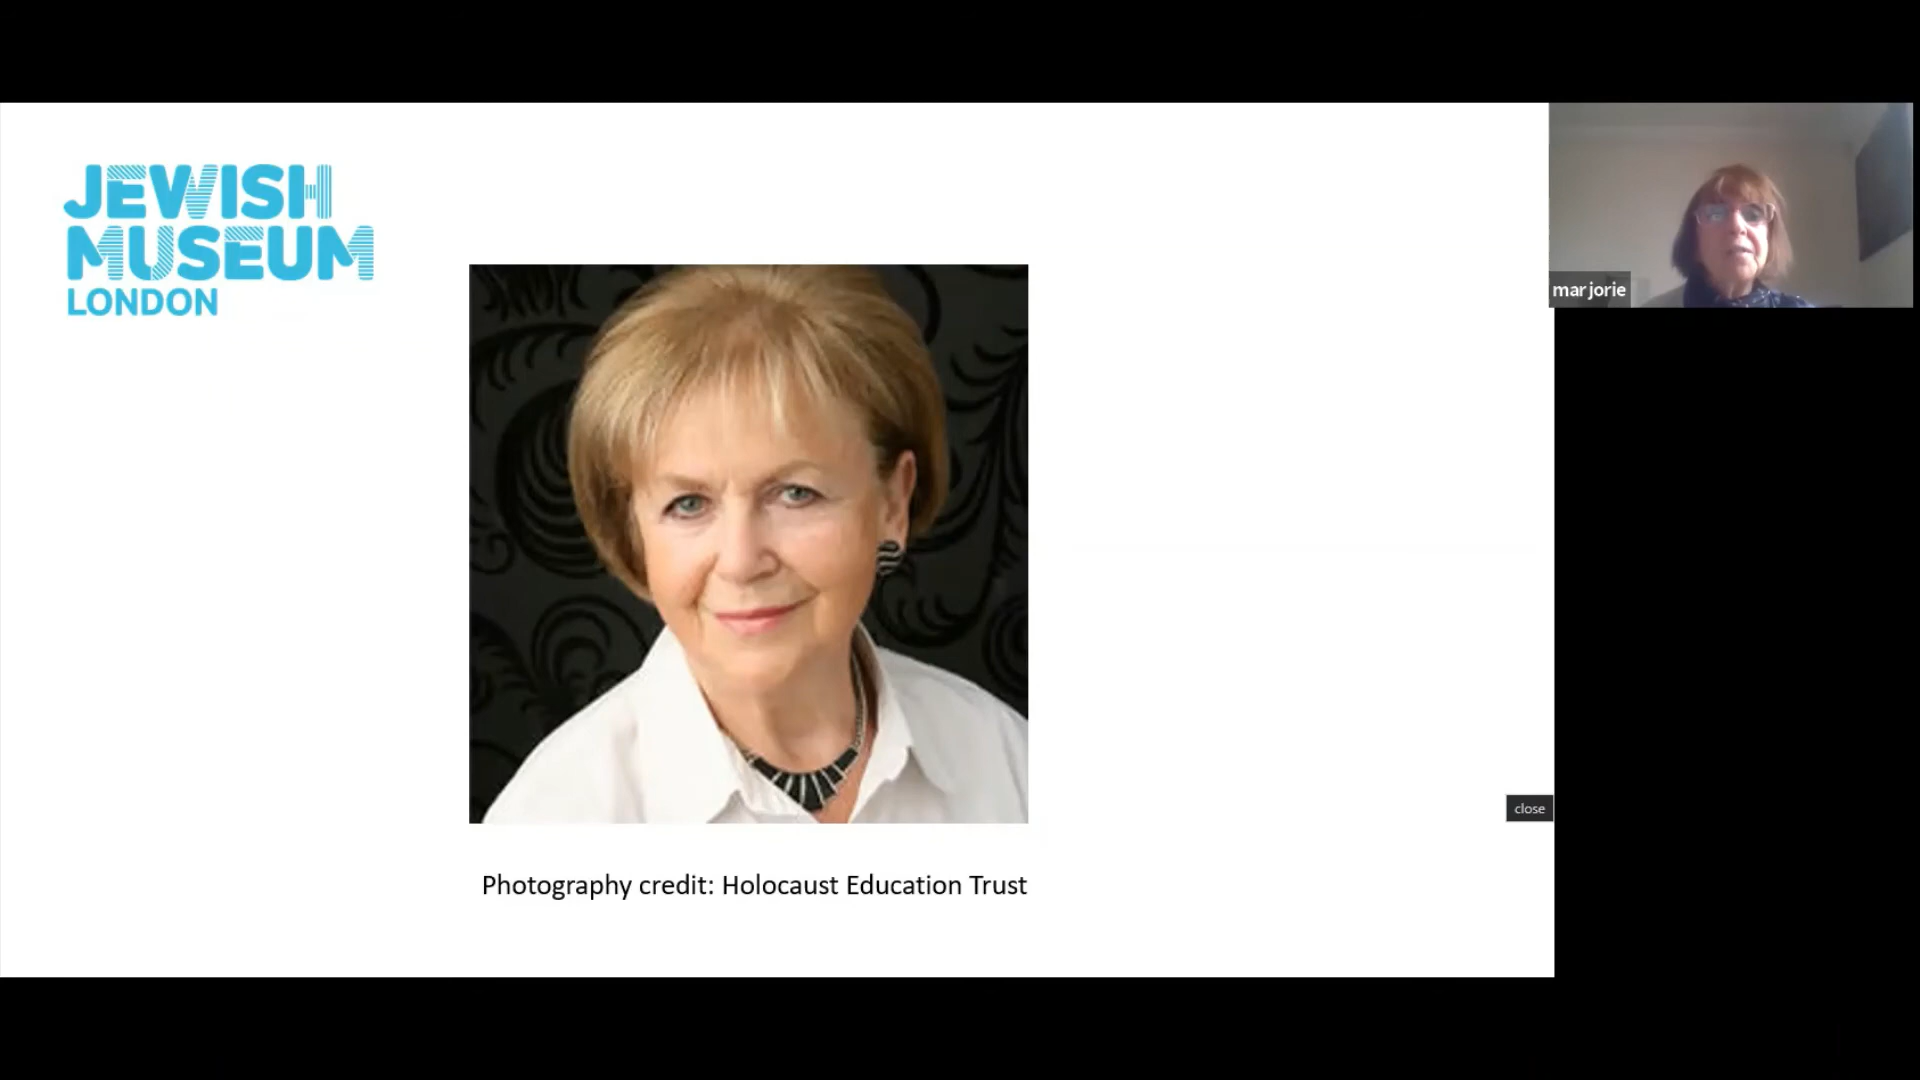 JEWISH
MUSEUM
LONDON
marjorie
close
Photography credit: Holocaust Education Trust